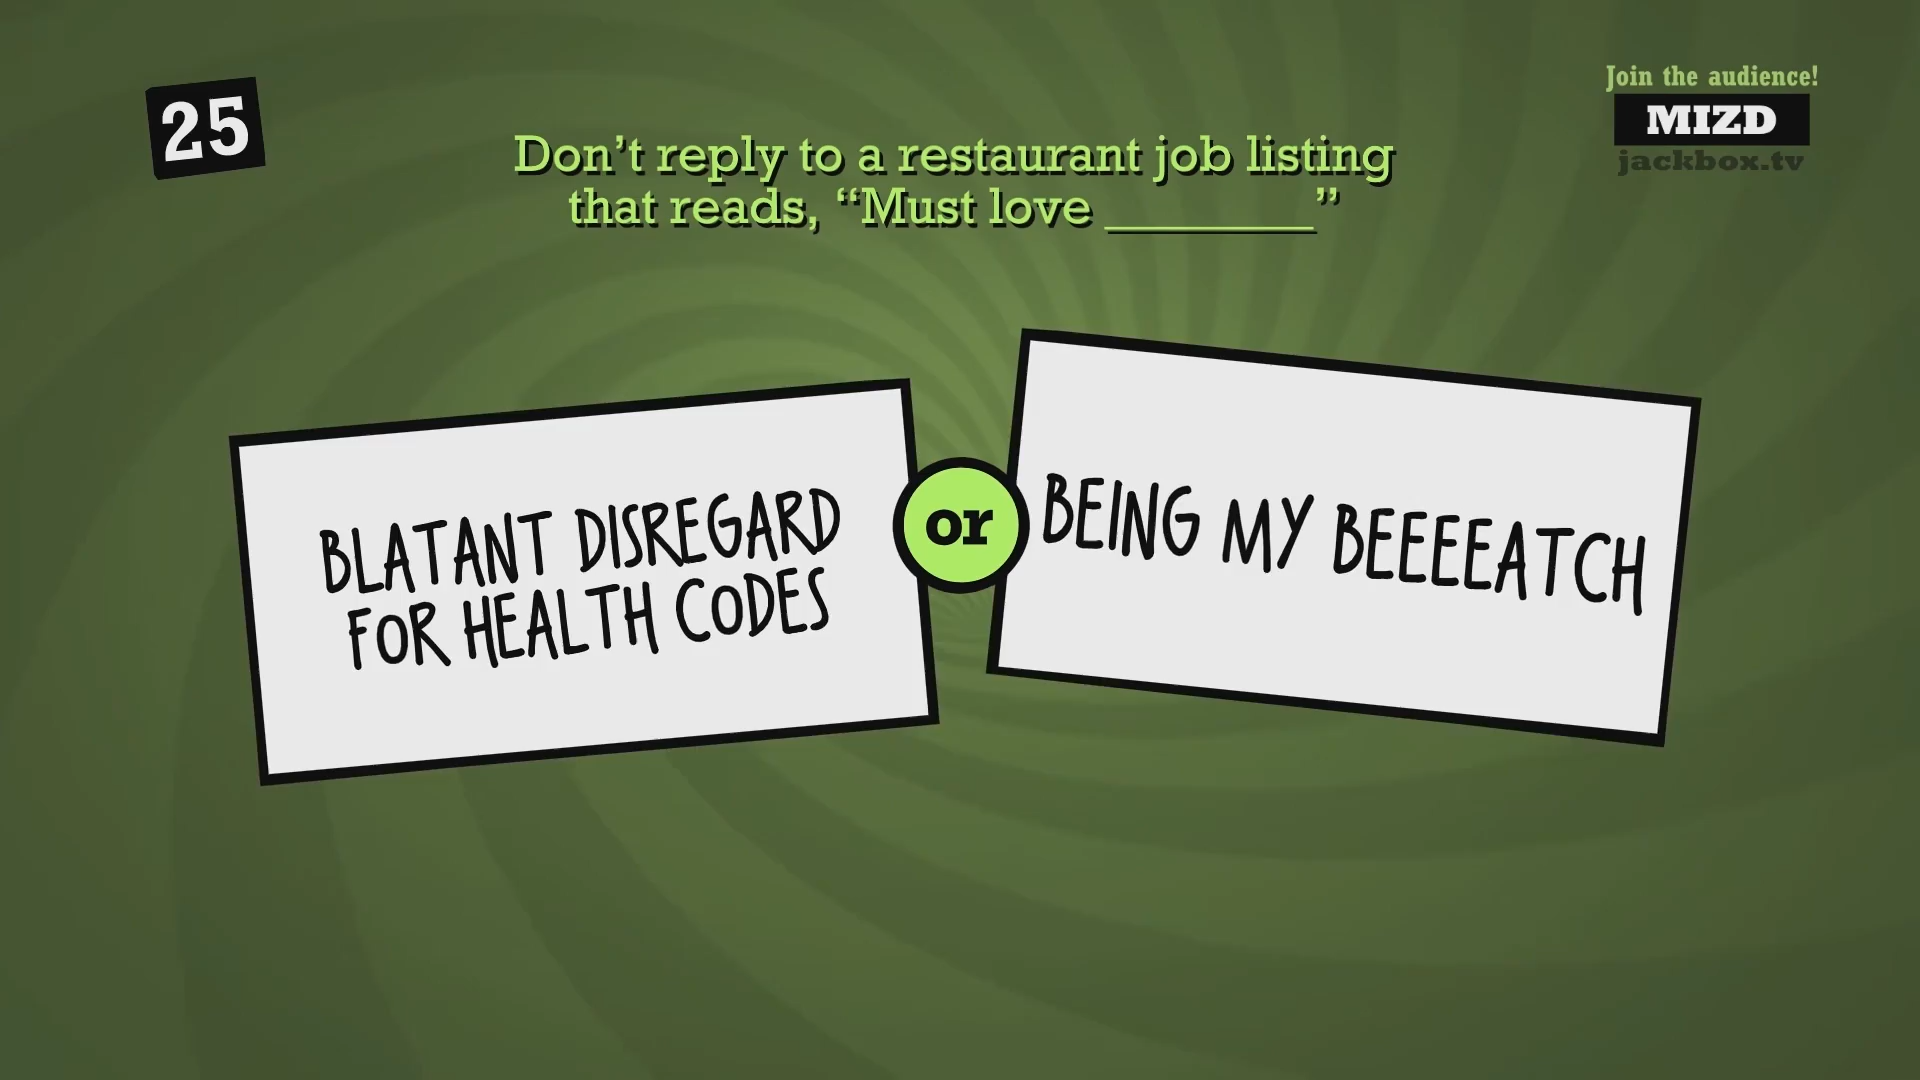 25
Join the audience!
MIZD
jackbox.tv
Don’t reply to a restaurant job listing
that reads, “Must love ________”
BLATANT DISREGARD
FOR HEALTH CODES
or
BEING MY BEEEEATCH